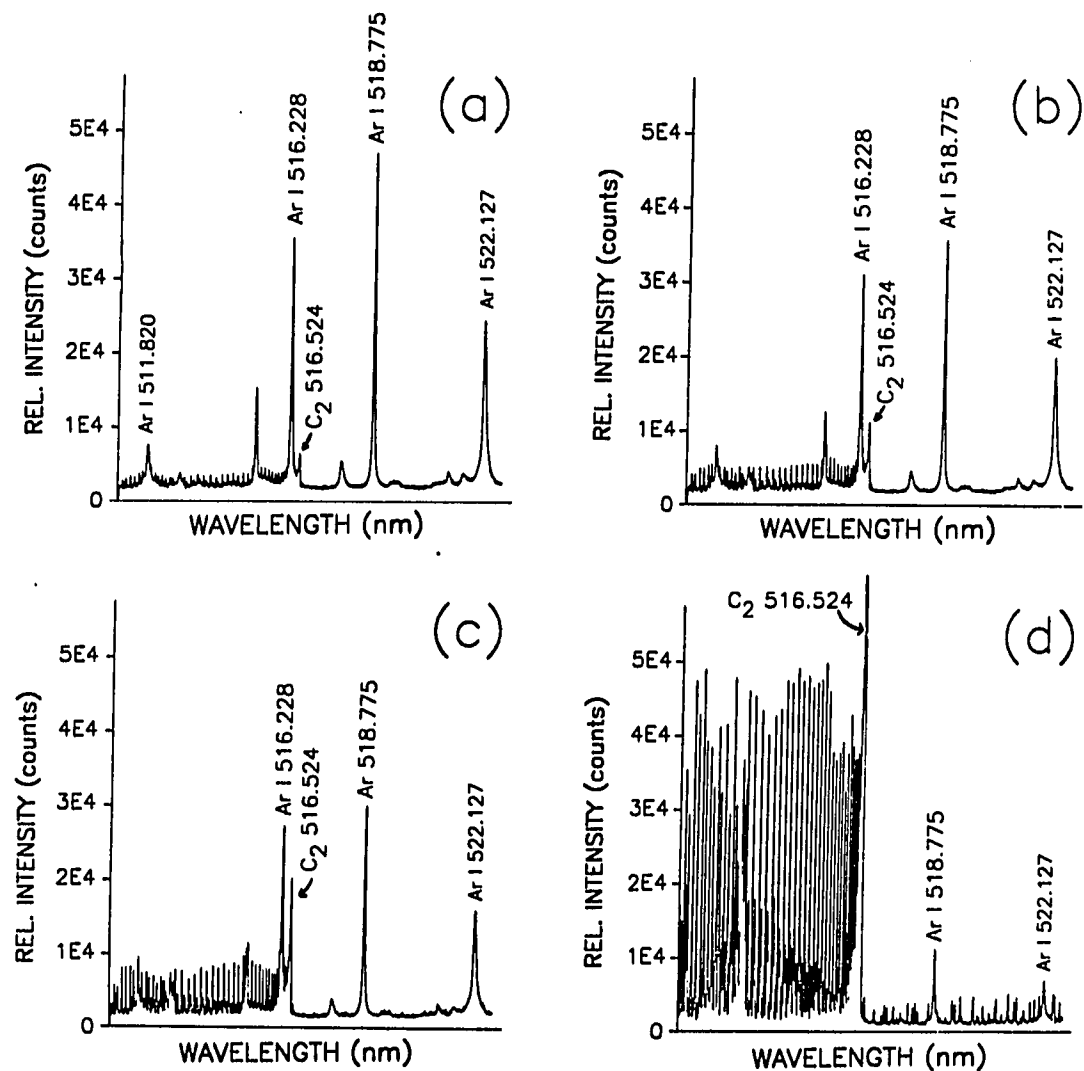 (a)
REL. INTENSITY (counts)
5E4
4E4
3E4
2E4
1E4
0
Ar I 511.820
Ar I 516.228
C2 516.524
Ar I 518.775
Ar I 522.127
WAVELENGTH (nm)
(b)
REL. INTENSITY (counts)
5E4
4E4
3E4
2E4
1E4
0
Ar I 516.228
C2 516.524
Ar I 518.775
Ar I 522.127
WAVELENGTH (nm)
(c)
REL. INTENSITY (counts)
5E4
4E4
3E4
2E4
1E4
0
Ar I 516.228
C2 516.524
Ar 518.775
Ar I 522.127
WAVELENGTH (nm)
(d)
REL. INTENSITY (counts)
5E4
4E4
3E4
2E4
1E4
0
C2 516.524
Ar I 518.775
Ar I 522.127
WAVELENGTH (nm)